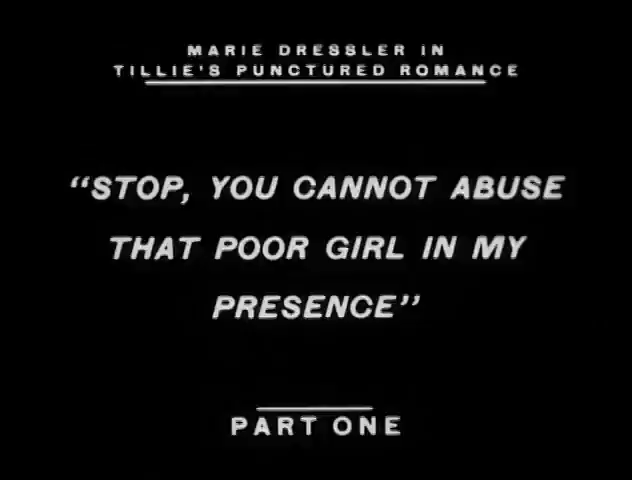 MARIE DRESSLER IN
TILLIE'S PUNCTURED ROMANCE
"STOP, YOU CANNOT ABUSE
THAT POOR GIRL IN MY
PRESENCE"
PART ONE